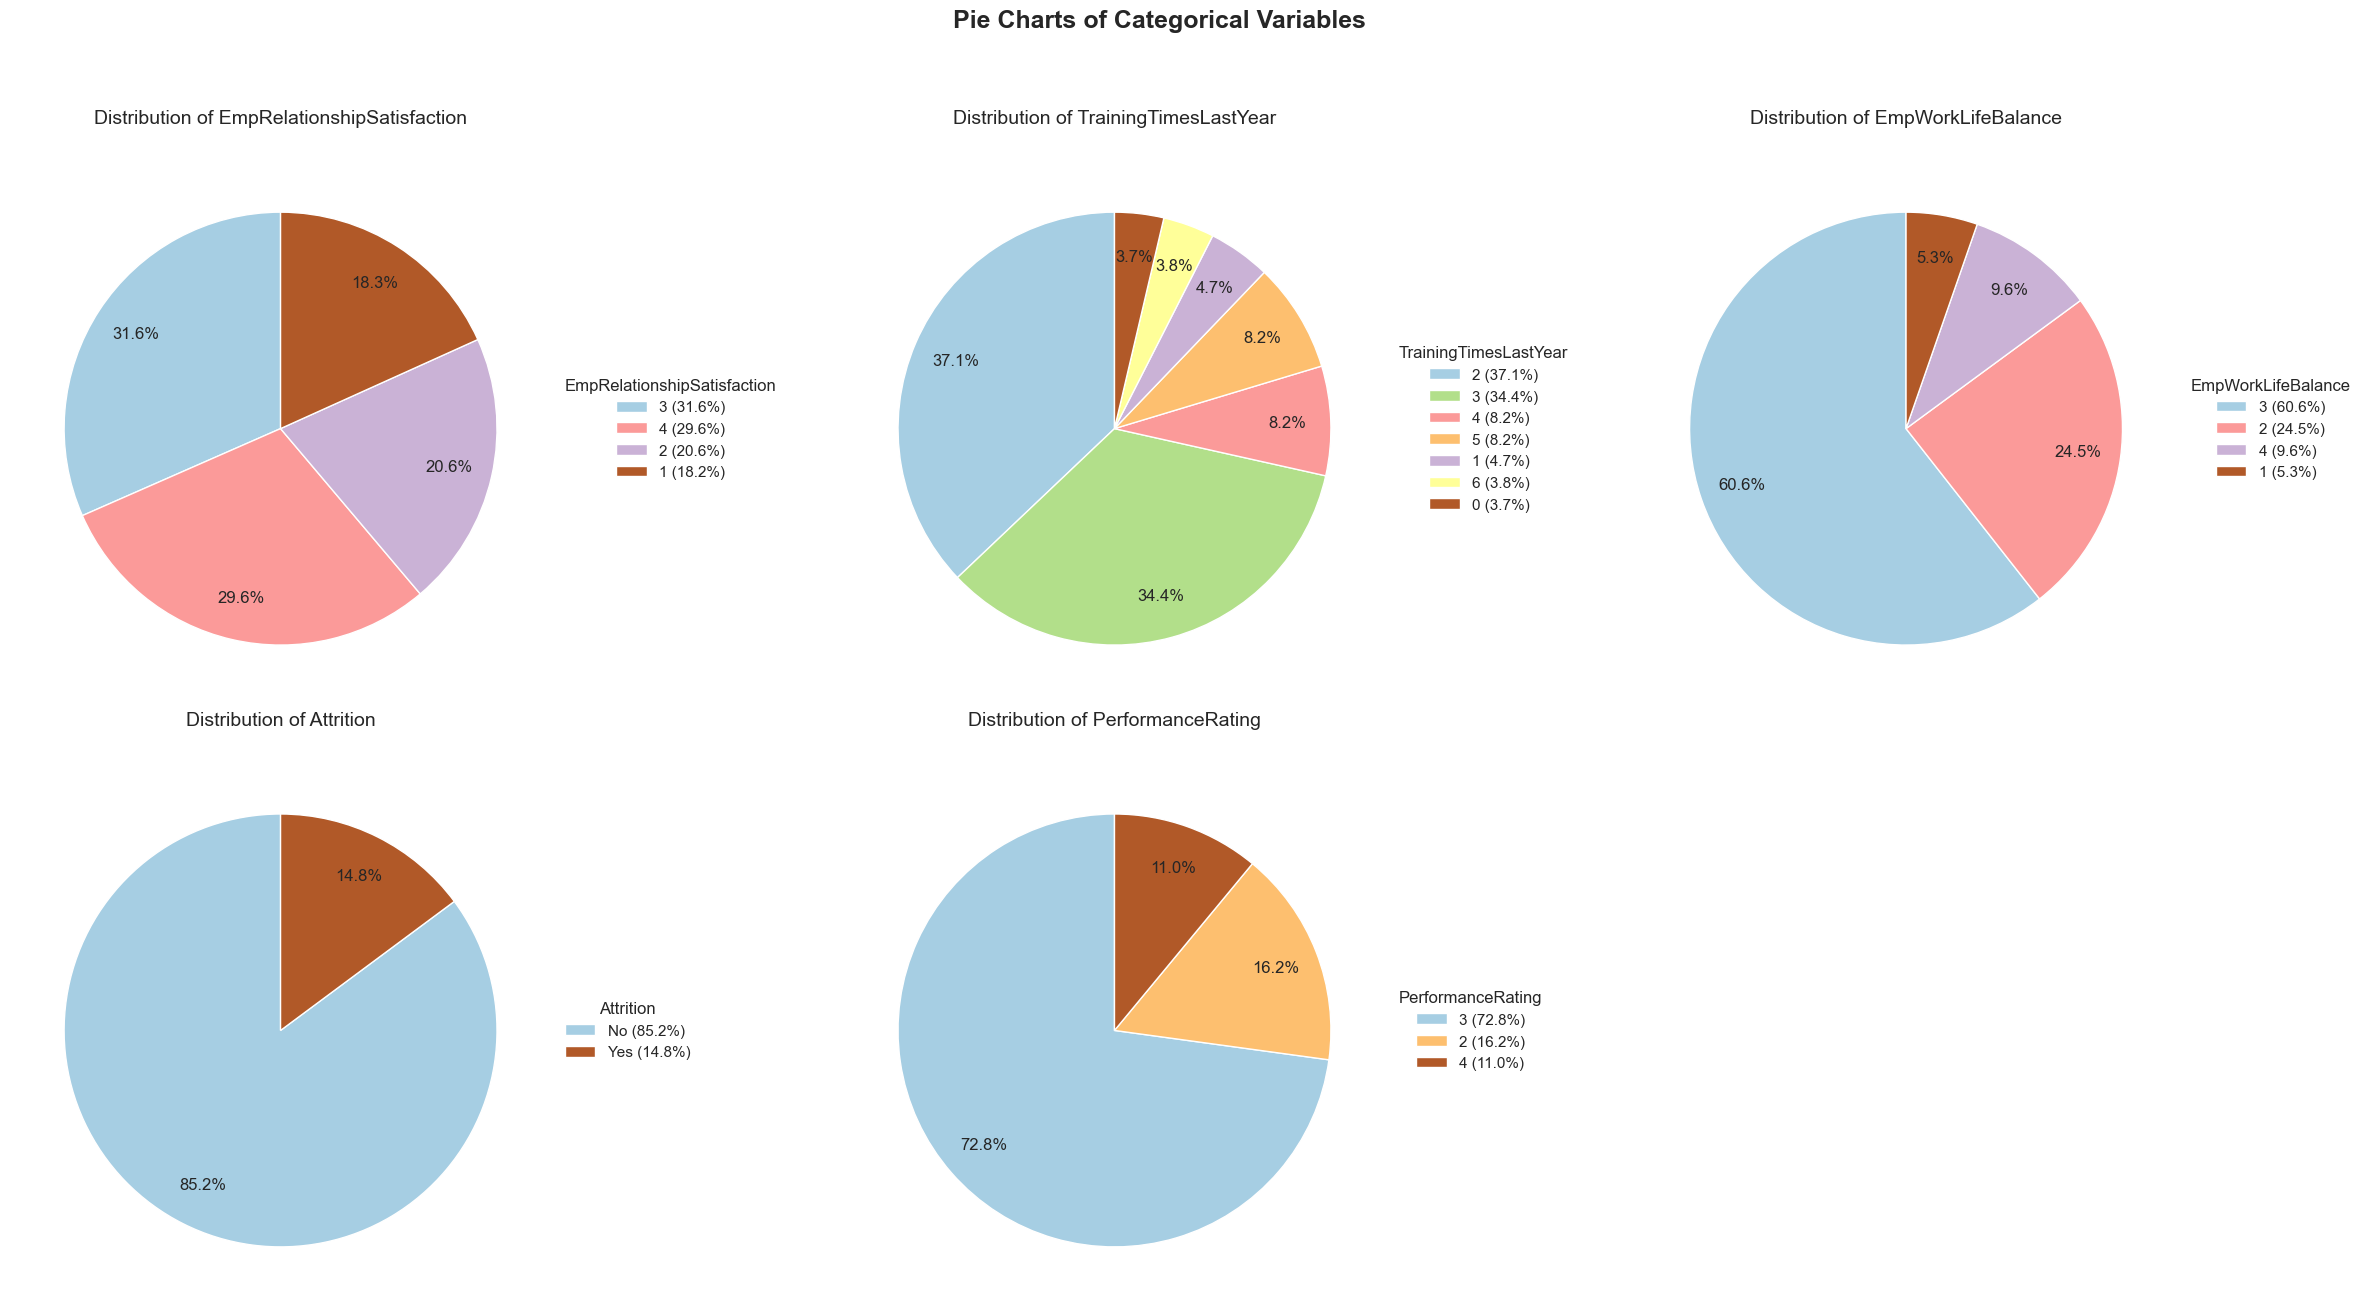 Pie Charts of Categorical Variables
Distribution of EmpRelationshipSatisfaction
18.3%
31.6%
20.6%
29.6%
EmpRelationshipSatisfaction
3 (31.6%)
4 (29.6%)
2 (20.6%)
1 (18.2%)
Distribution of TrainingTimesLastYear
3.7%
3.8%
4.7%
8.2%
37.1%
8.2%
34.4%
TrainingTimesLastYear
2 (37.1%)
3 (34.4%)
4 (8.2%)
5 (8.2%)
1 (4.7%)
6 (3.8%)
0 (3.7%)
Distribution of EmpWorkLifeBalance
5.3%
9.6%
24.5%
60.6%
EmpWorkLifeBalance
3 (60.6%)
2 (24.5%)
4 (9.6%)
1 (5.3%)
Distribution of Attrition
14.8%
85.2%
Attrition
No (85.2%)
Yes (14.8%)
Distribution of PerformanceRating
11.0%
16.2%
72.8%
PerformanceRating
3 (72.8%)
2 (16.2%)
4 (11.0%)